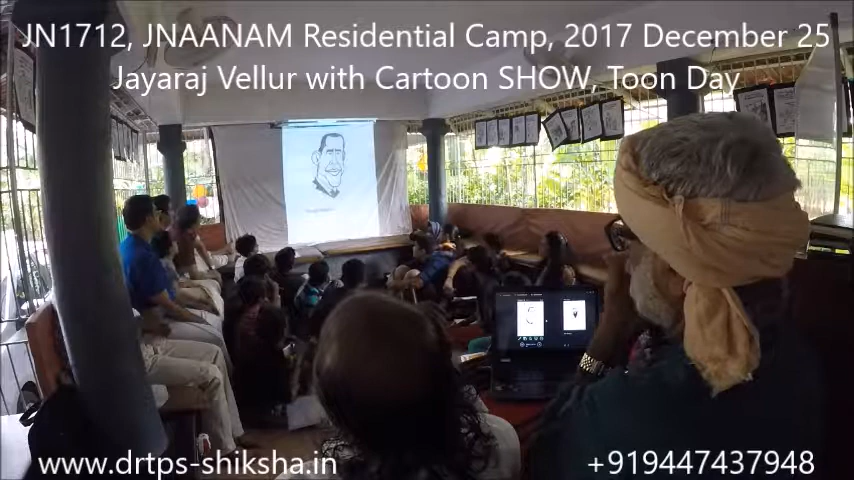 JN1712, JNAANAM Residential Camp, 2017 December 25
Jayaraj Vellur with Cartoon SHOW, Toon Day
www.drtps-shiksha.in
+919447437948